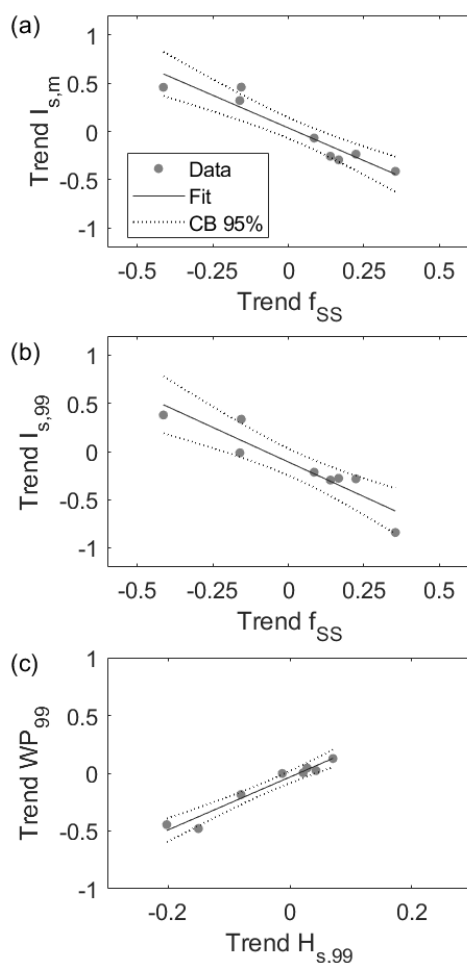 (a)
1
0.5
0
-0.5
-1
Trend I_s,m
Data
Fit
CB 95%
-0.5 -0.25 0 0.25 0.5
Trend f_SS
(b)
1
0.5
0
-0.5
-1
Trend I_s,99
-0.5 -0.25 0 0.25 0.5
Trend f_SS
(c)
1
0.5
0
-0.5
-1
Trend WP_99
-0.2 0 0.2
Trend H_s,99